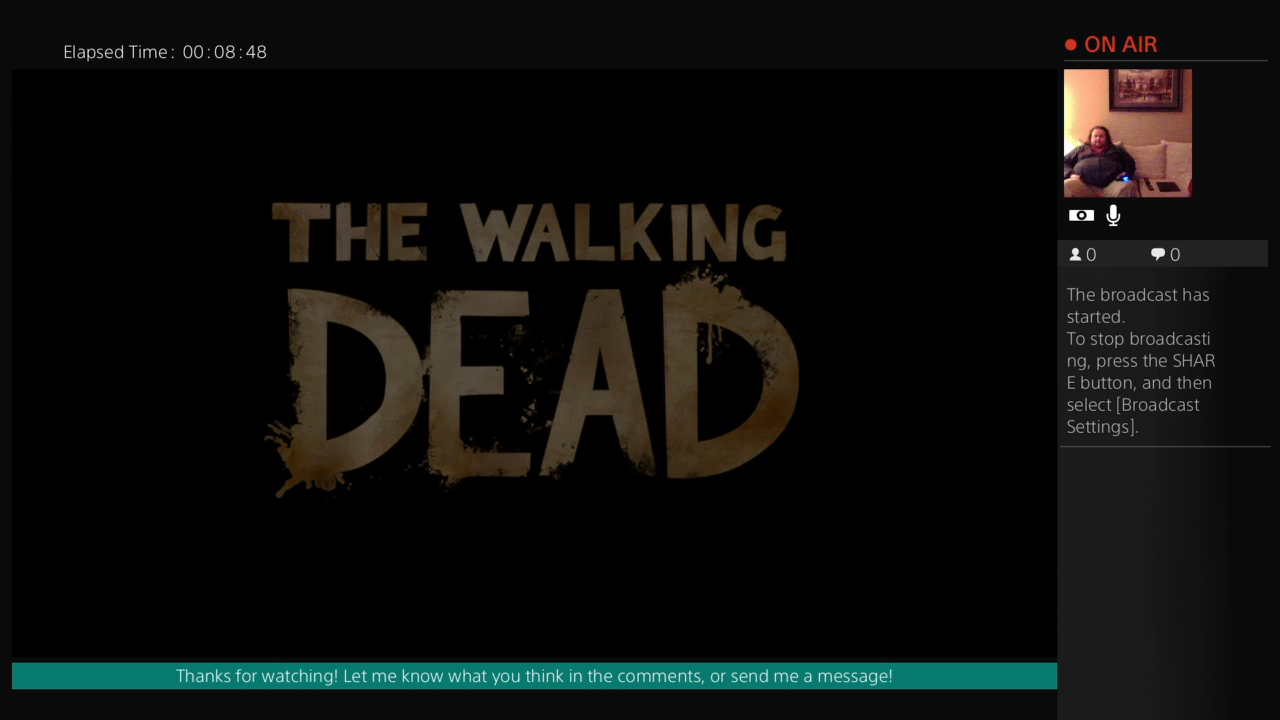 Elapsed Time: 00:08:48
ON AIR
THE WALKING
DEAD
0 0
The broadcast has
started.
To stop broadcasti
ng, press the SHAR
E button, and then
select [Broadcast
Settings].
Thanks for watching! Let me know what you think in the comments, or send me a message!